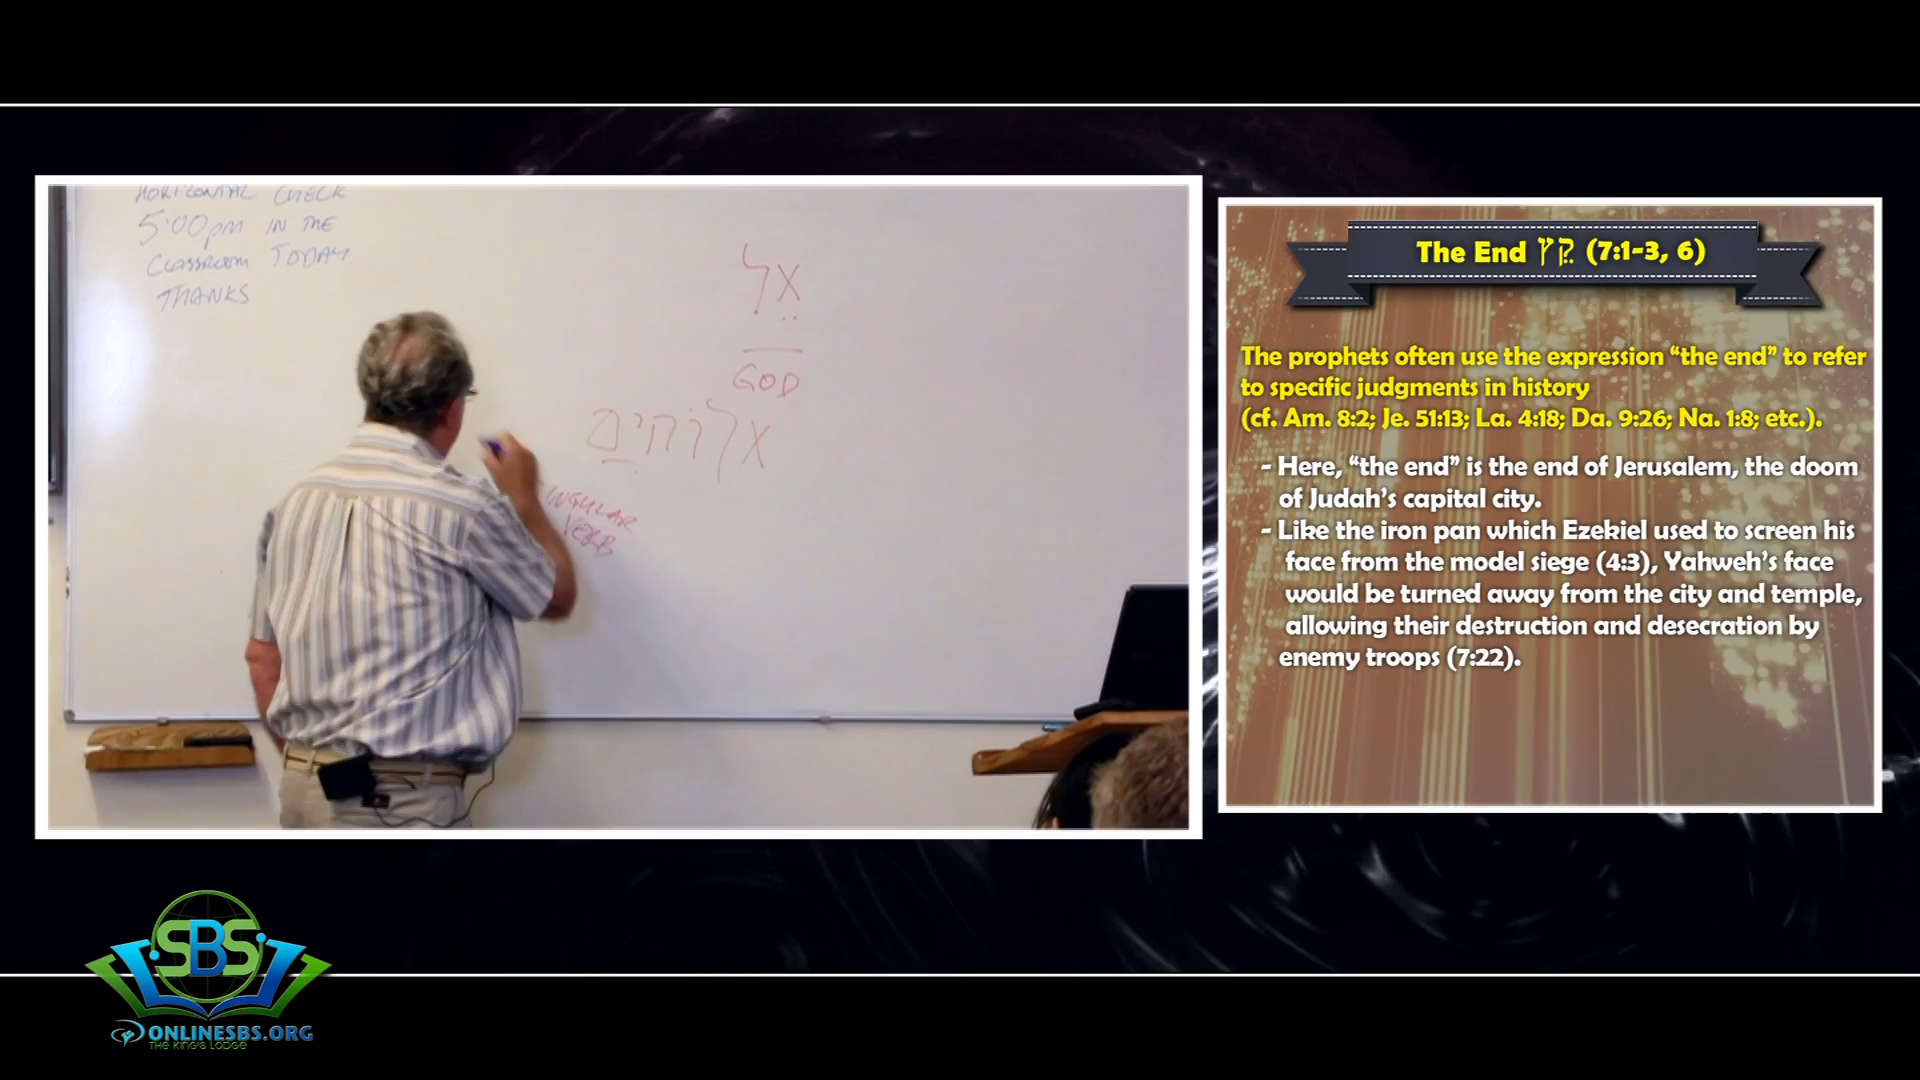 HORIZONTAL CHECK
5:00pm IN THE
CLASSROOM TODAY
THANKS
אֵל
GOD
אלוהים
INGULAR
VERB
The End קֵץ (7:1-3, 6)
The prophets often use the expression “the end” to refer
to specific judgments in history
(cf. Am. 8:2; Je. 51:13; La. 4:18; Da. 9:26; Na. 1:8; etc.).
- Here, “the end” is the end of Jerusalem, the doom
of Judah’s capital city.
- Like the iron pan which Ezekiel used to screen his
face from the model siege (4:3), Yahweh’s face
would be turned away from the city and temple,
allowing their destruction and desecration by
enemy troops (7:22).
SBS
ONLINESBS.ORG
THE KING'S LODGE